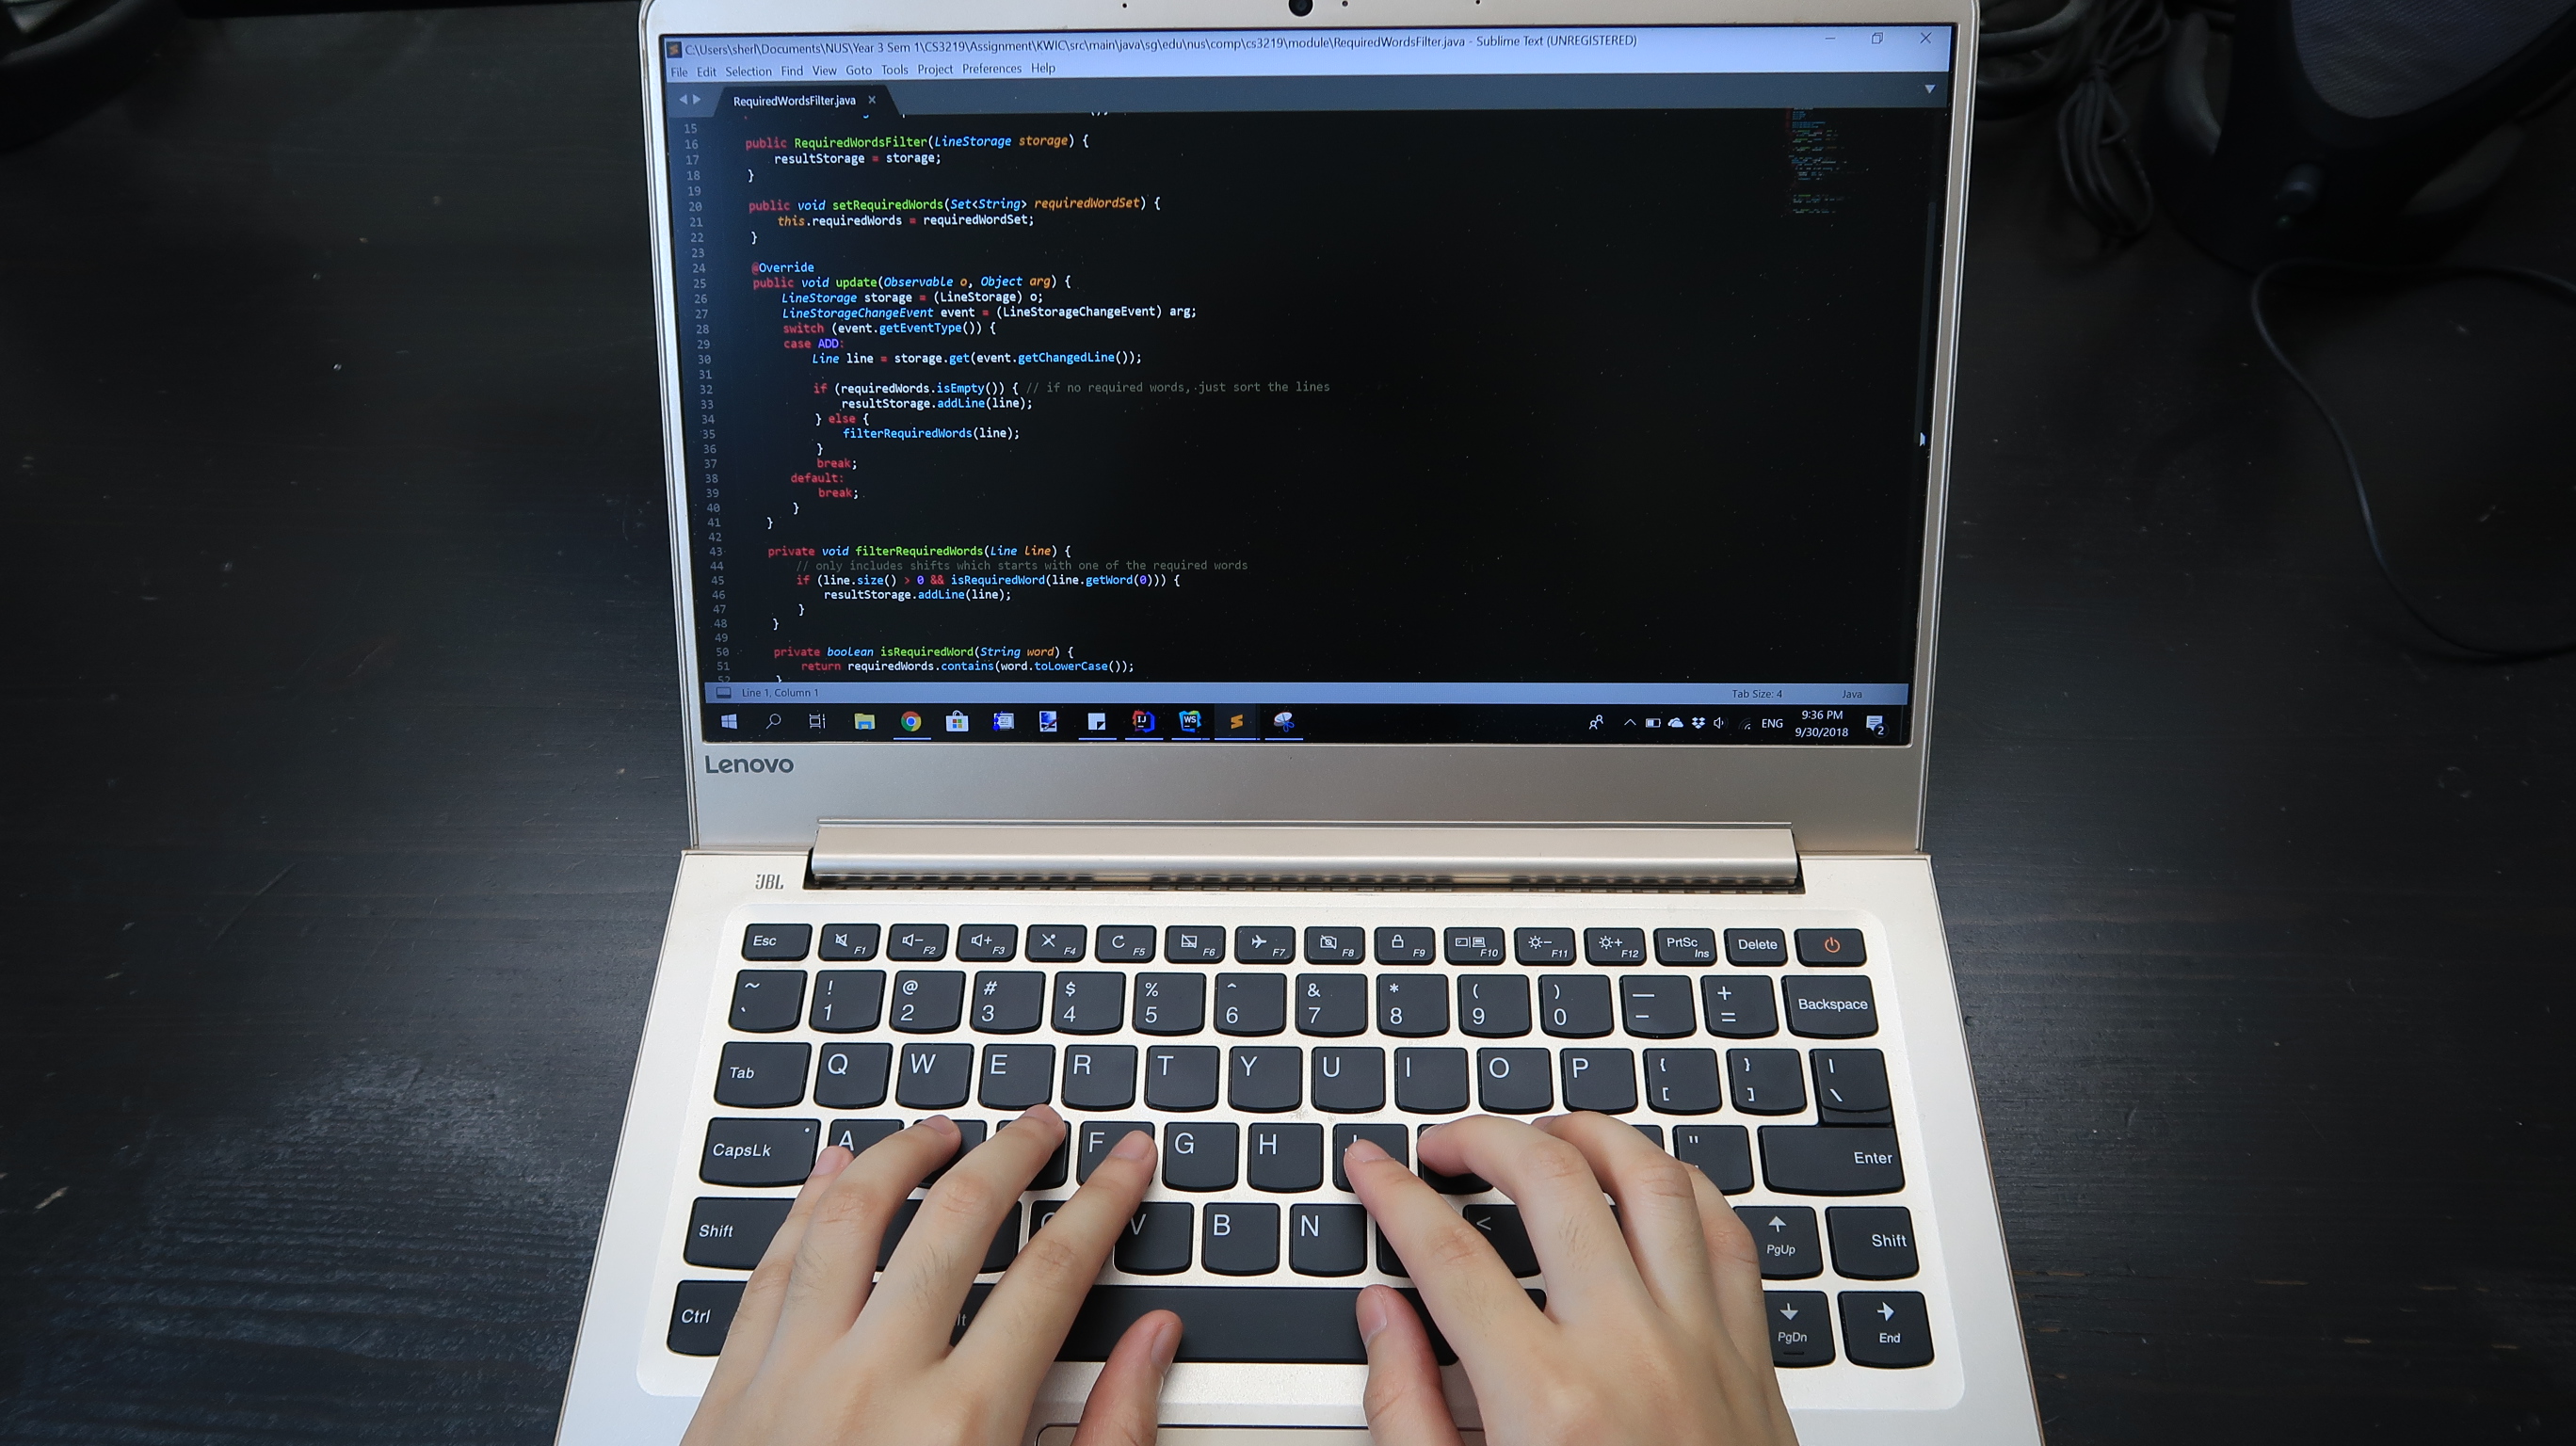 C:\Users\sherl\Documents\NUS\Year 3 Sem 1\CS3219\Assignment\KWIC\src\main\java\sg\edu\nus\comp\cs3219\module\RequiredWordsFilter.java - Sublime Text (UNREGISTERED)
File Edit Selection Find View Goto Tools Project Preferences Help
RequiredWordsFilter.java ×
15
16 public RequiredWordsFilter(LineStorage storage) {
17 resultStorage = storage;
18 }
19
20 public void setRequiredWords(Set<String> requiredWordSet) {
21 this.requiredWords = requiredWordSet;
22 }
23
24 @Override
25 public void update(Observable o, Object arg) {
26 LineStorage storage = (LineStorage) o;
27 LineStorageChangeEvent event = (LineStorageChangeEvent) arg;
28 switch (event.getEventType()) {
29 case ADD:
30 Line line = storage.get(event.getChangedLine());
31
32 if (requiredWords.isEmpty()) { // if no required words, just sort the lines
33 resultStorage.addLine(line);
34 } else {
35 filterRequiredWords(line);
36 }
37 break;
38 default:
39 break;
40 }
41 }
42
43 private void filterRequiredWords(Line line) {
44 // only includes shifts which starts with one of the required words
45 if (line.size() > 0 && isRequiredWord(line.getWord(0))) {
46 resultStorage.addLine(line);
47 }
48 }
49
50 private boolean isRequiredWord(String word) {
51 return requiredWords.contains(word.toLowerCase());
52 }
Line 1, Column 1 Tab Size: 4 Java
IJ WS ENG 9:36 PM
9/30/2018 2
Lenovo
JBL
Esc F1 F2 F3 F4 F5 F6 F7 F8 F9 F10 F11 F12 PrtSc Ins Delete
~ ! @ # $ % ^ & * ( ) — +
` 1 2 3 4 5 6 7 8 9 0 - = Backspace
Tab Q W E R T Y U I O P { [ } ] | \
CapsLk A F G H J " Enter
Shift C V B N < PgUp Shift
Ctrl PgDn End